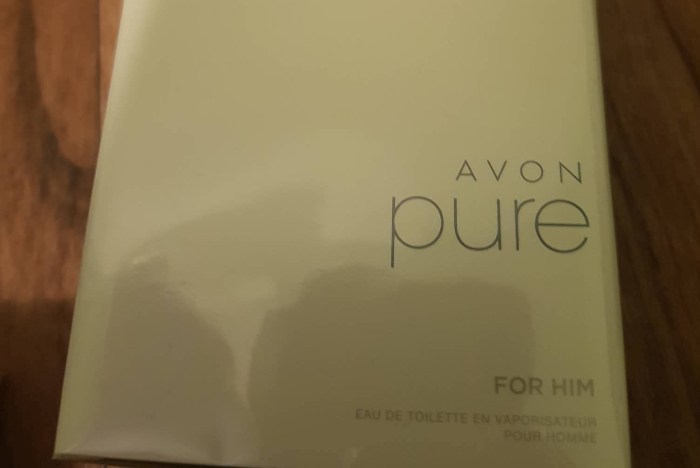 AVON
pure
FOR HIM
EAU DE TOILETTE EN VAPORISATEUR
POUR HOMME